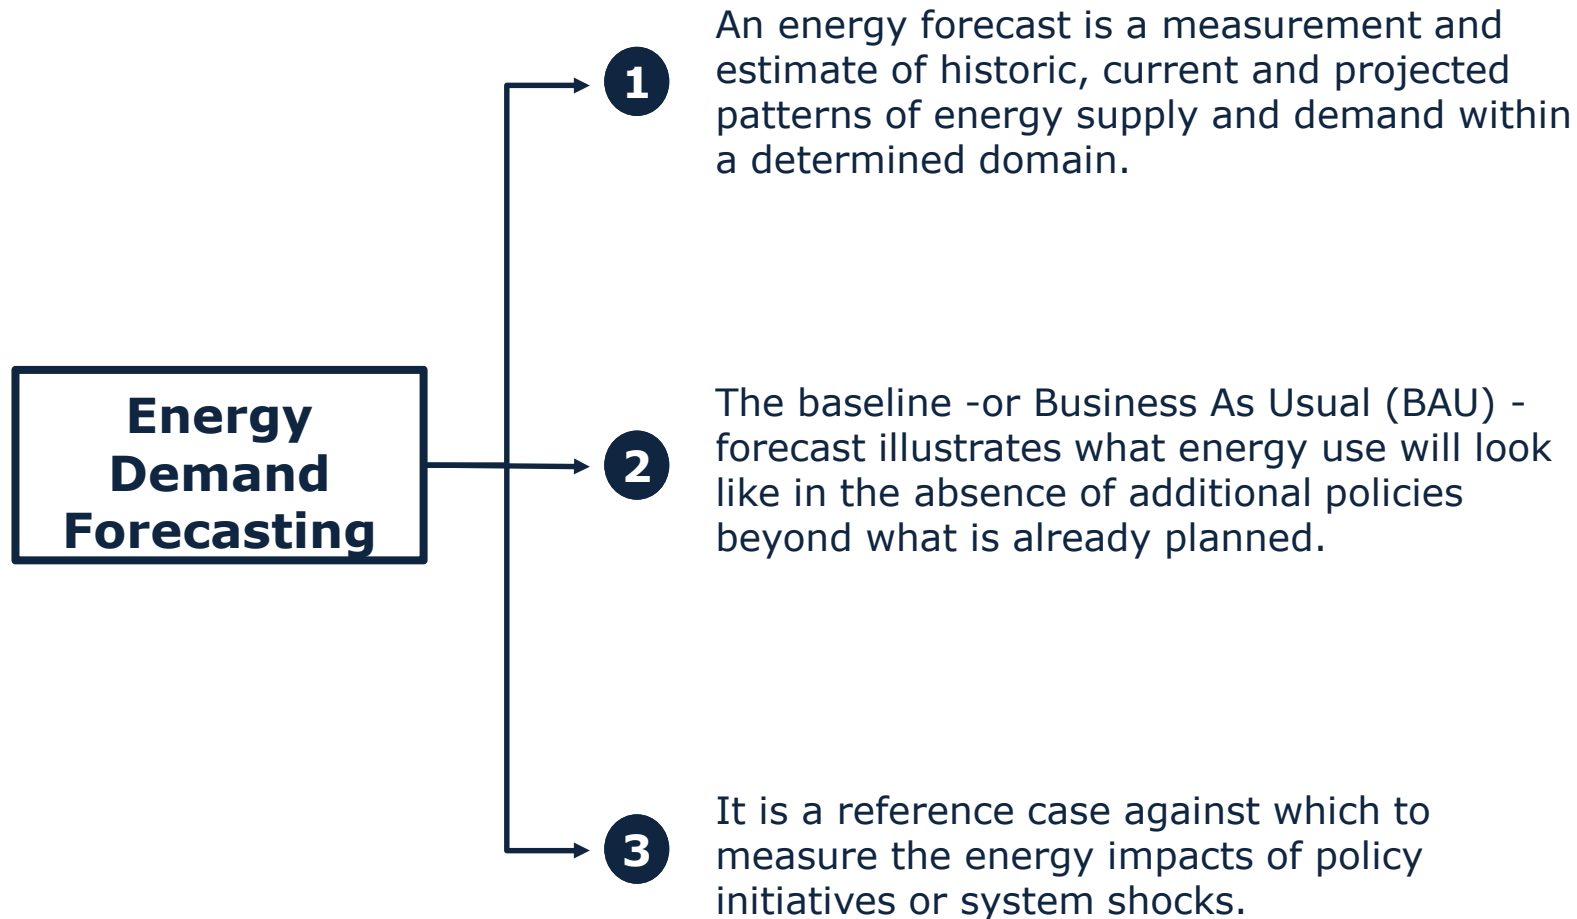 Energy
Demand
Forecasting
1
An energy forecast is a measurement and
estimate of historic, current and projected
patterns of energy supply and demand within
a determined domain.
2
The baseline -or Business As Usual (BAU) -
forecast illustrates what energy use will look
like in the absence of additional policies
beyond what is already planned.
3
It is a reference case against which to
measure the energy impacts of policy
initiatives or system shocks.